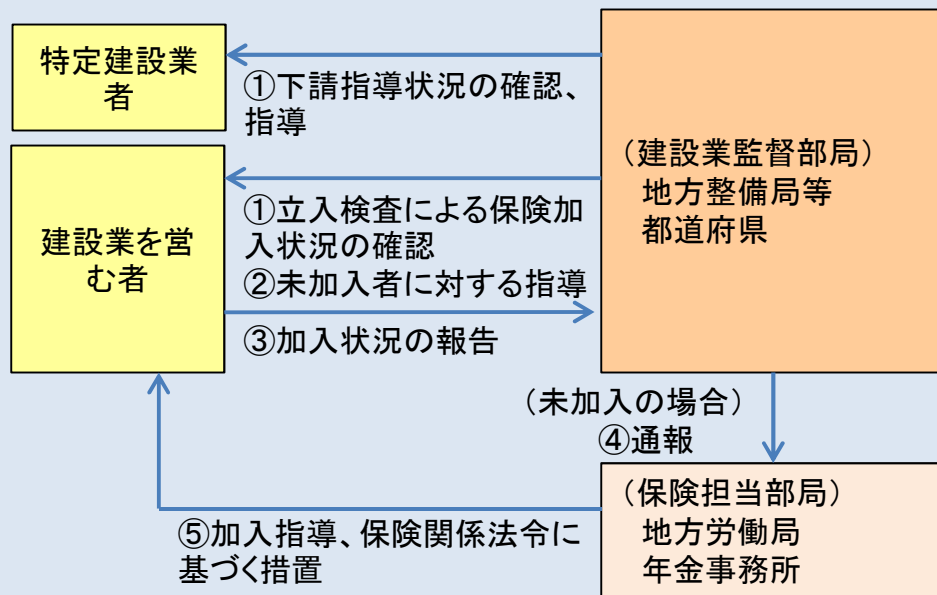 特定建設業
者
①下請指導状況の確認、
指導
(建設業監督部局)
地方整備局等
都道府県
建設業を営
む者
①立入検査による保険加
入状況の確認
②未加入者に対する指導
③加入状況の報告
(未加入の場合)
④通報
(保険担当部局)
地方労働局
年金事務所
⑤加入指導、保険関係法令に
基づく措置